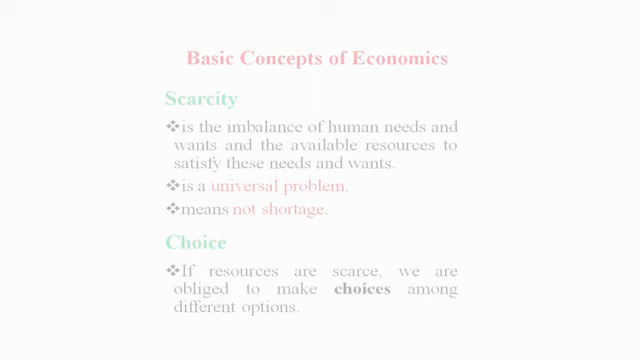 Basic Concepts of Economics
Scarcity
❖is the imbalance of human needs and
wants and the available resources to
satisfy these needs and wants.
❖is a universal problem.
❖means not shortage.
Choice
❖If resources are scarce, we are
obliged to make choices among
different options.